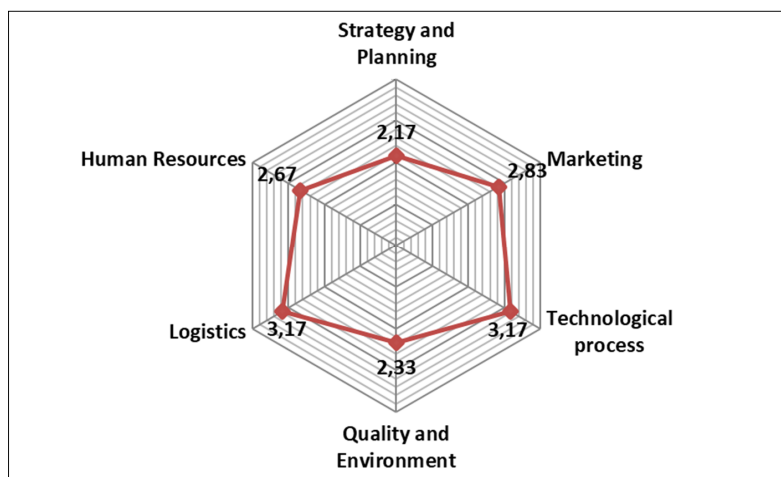 Strategy and
Planning
2,17
Human Resources
2,67
2,83
Marketing
Logistics
3,17
3,17
Technological
process
2,33
Quality and
Environment